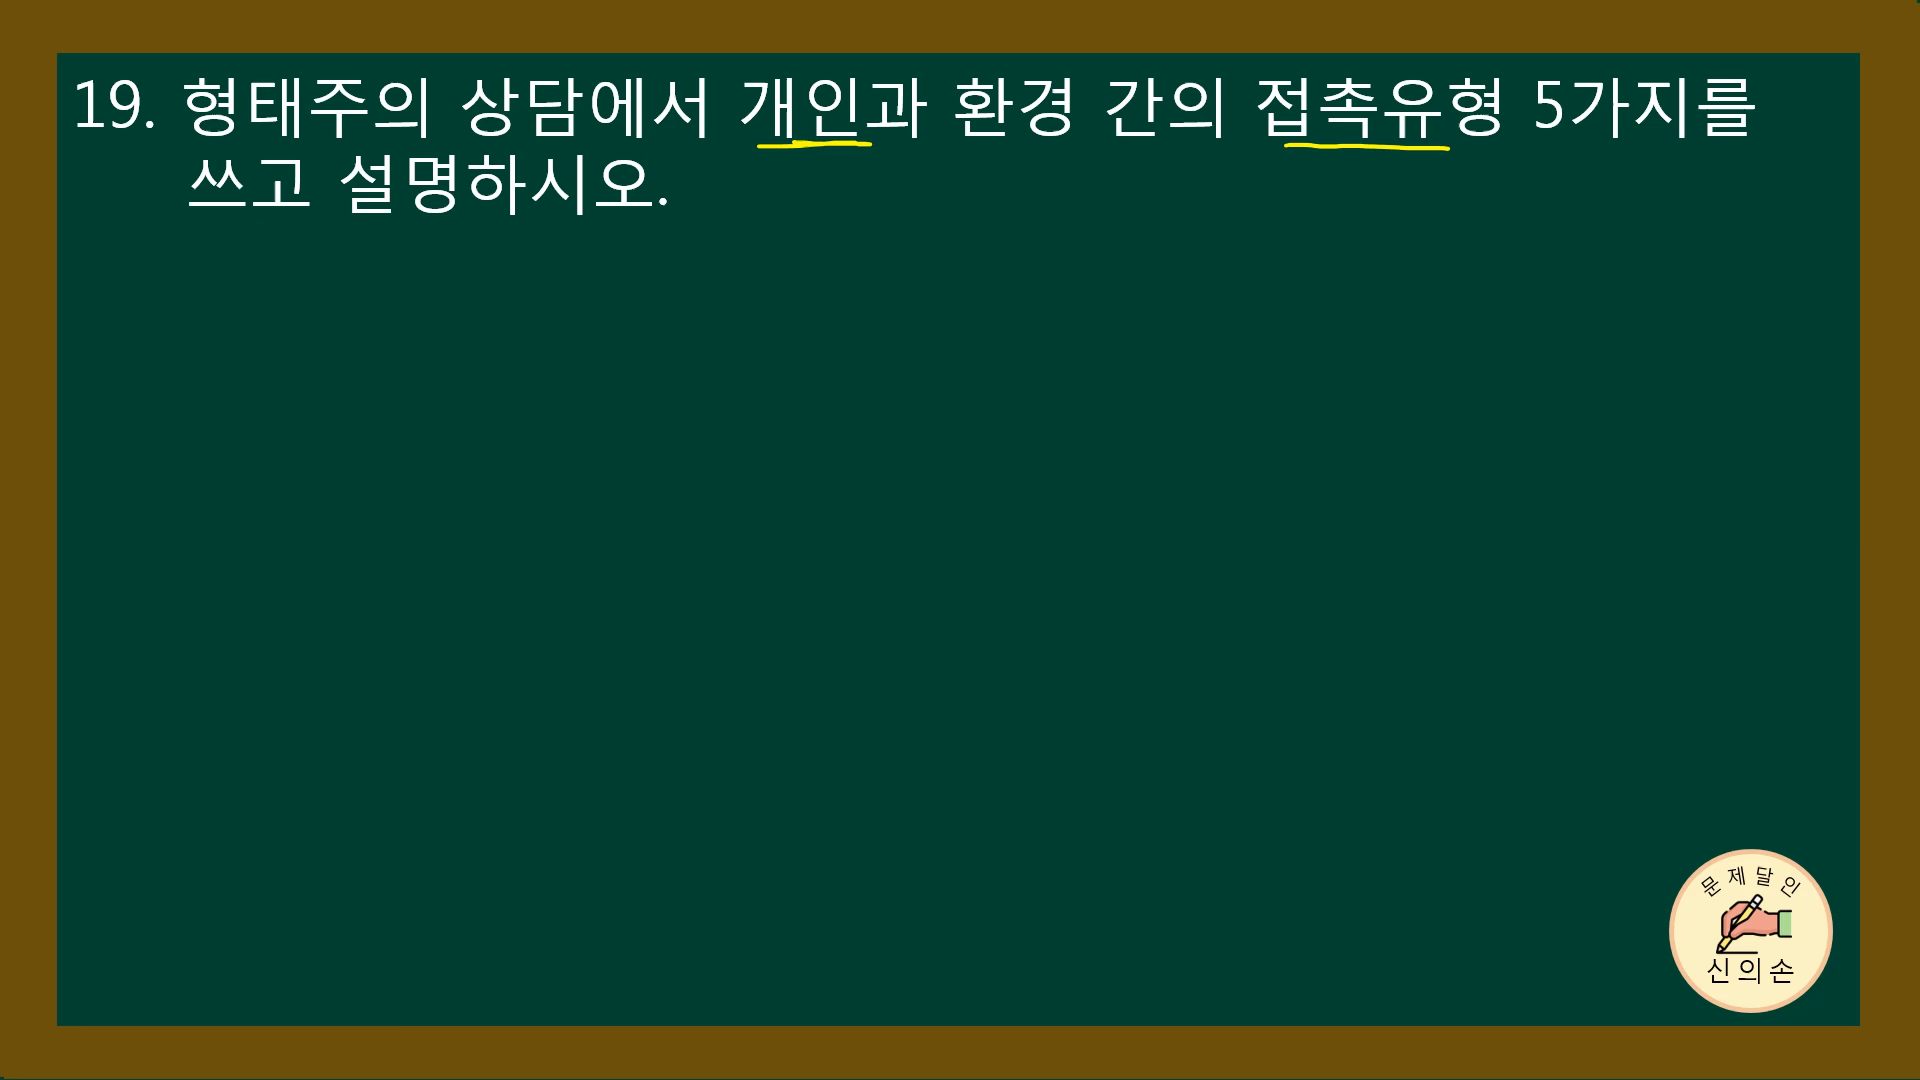 19. 형태주의 상담에서 개인과 환경 간의 접촉유형 5가지를
쓰고 설명하시오.
문제달인
신의손